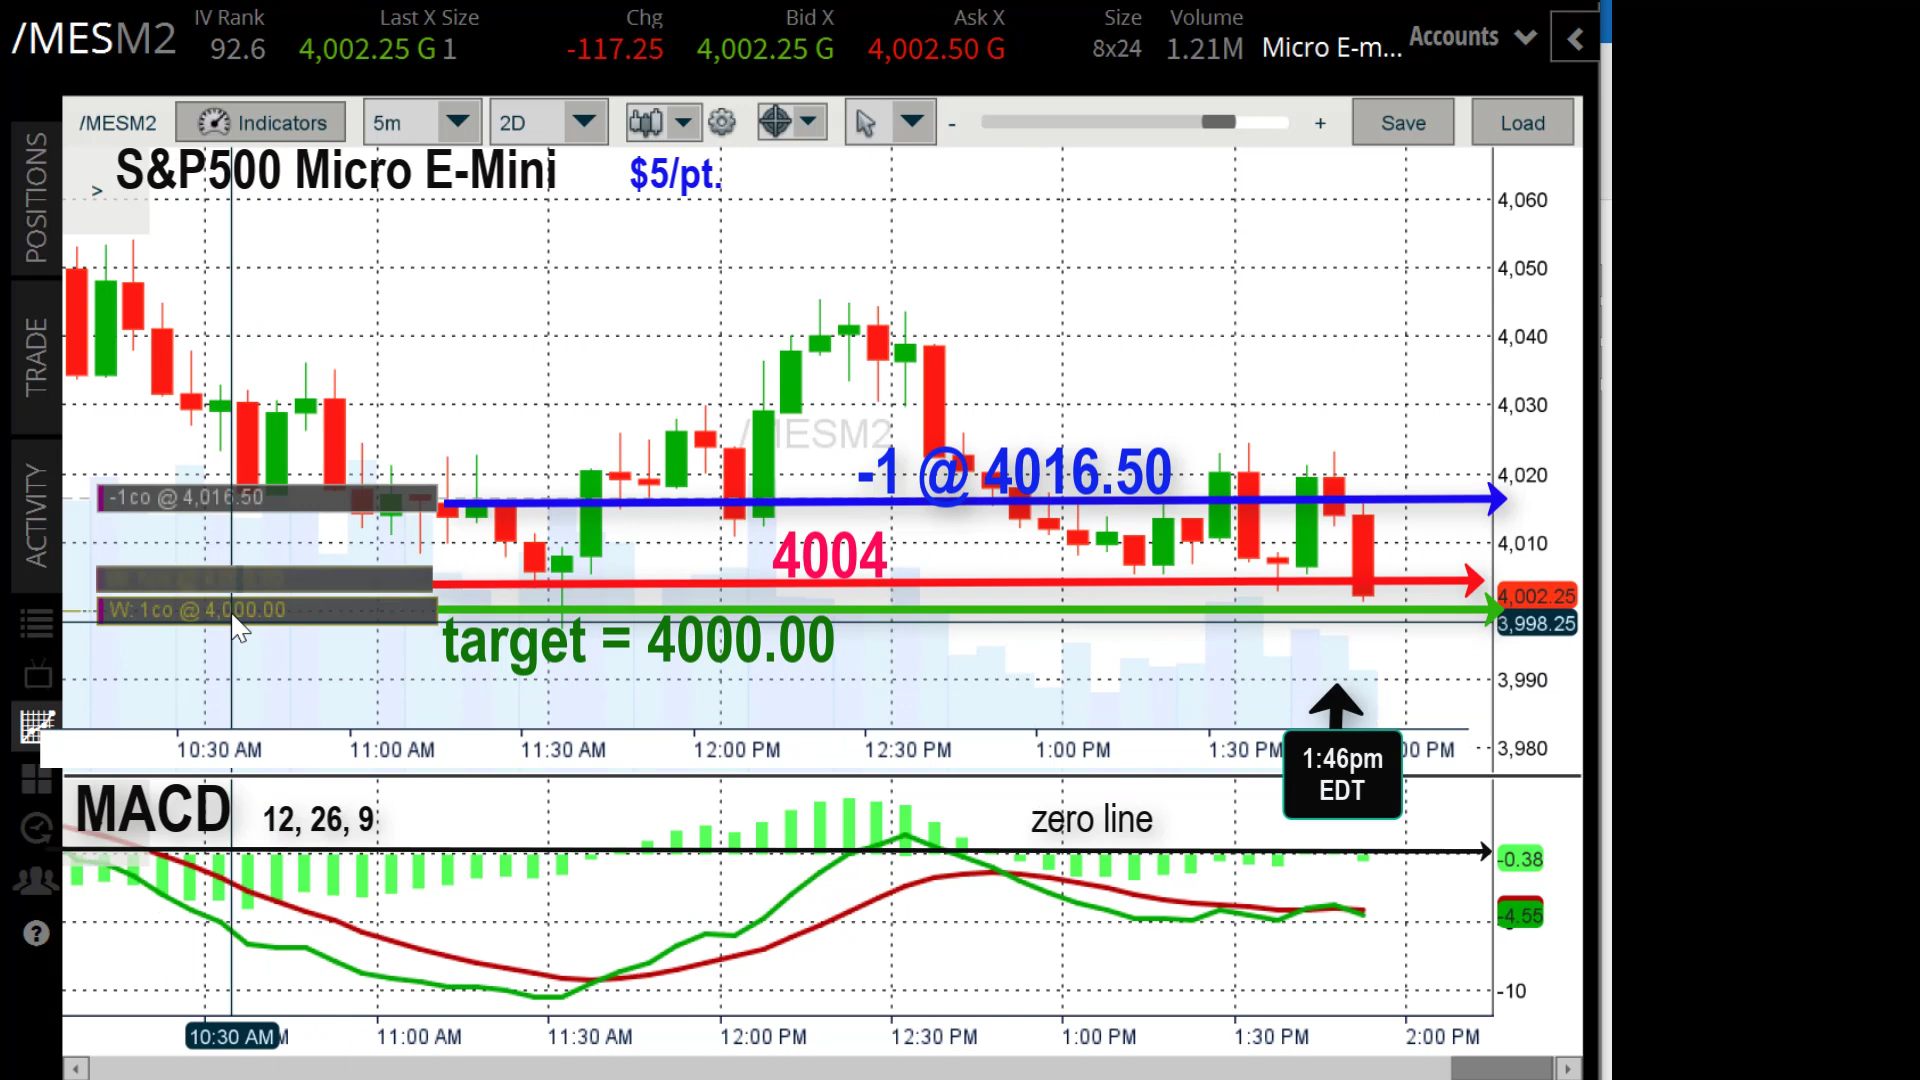 /MESM2
IV Rank
92.6
Last X Size
4,002.25 G 1
Chg
-117.25
Bid X
4,002.25 G
Ask X
4,002.50 G
Size
8x24
Volume
1.21M
Micro E-m...
Accounts
POSITIONS
TRADE
ACTIVITY
/MESM2
Indicators
5m
2D
-
+
Save
Load
> S&P500 Micro E-Mini
$5/pt.
/MESM2
4,060
4,050
4,040
4,030
4,020
4,010
4,002.25
3,998.25
3,990
3,980
-1 @ 4016.50
-1co @ 4,016.50
4004
W: 1co @ 4,000.00
target = 4000.00
10:30 AM 11:00 AM 11:30 AM 12:00 PM 12:30 PM 1:00 PM 1:30 PM
1:46pm
EDT
MACD 12, 26, 9
zero line
-0.38
-4.55
-10
10:30 AM 11:00 AM 11:30 AM 12:00 PM 12:30 PM 1:00 PM 1:30 PM 2:00 PM